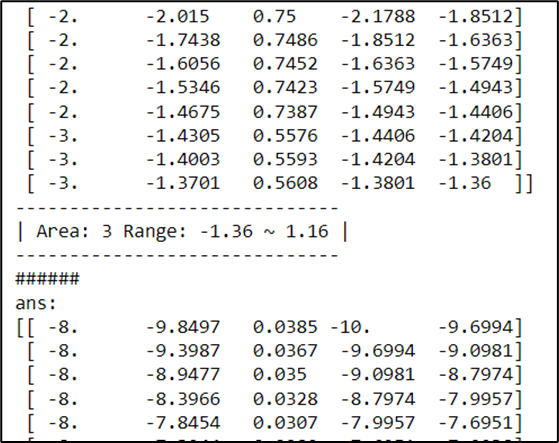 [ -2. -2.015 0.75 -2.1788 -1.8512]
[ -2. -1.7438 0.7486 -1.8512 -1.6363]
[ -2. -1.6056 0.7452 -1.6363 -1.5749]
[ -2. -1.5346 0.7423 -1.5749 -1.4943]
[ -2. -1.4675 0.7387 -1.4943 -1.4406]
[ -3. -1.4305 0.5576 -1.4406 -1.4204]
[ -3. -1.4003 0.5593 -1.4204 -1.3801]
[ -3. -1.3701 0.5608 -1.3801 -1.36 ]]
------------------------------
| Area: 3 Range: -1.36 ~ 1.16 |
------------------------------
######
ans:
[[ -8. -9.8497 0.0385 -10. -9.6994]
[ -8. -9.3987 0.0367 -9.6994 -9.0981]
[ -8. -8.9477 0.035 -9.0981 -8.7974]
[ -8. -8.3966 0.0328 -8.7974 -7.9957]
[ -8. -7.8454 0.0307 -7.9957 -7.6951]